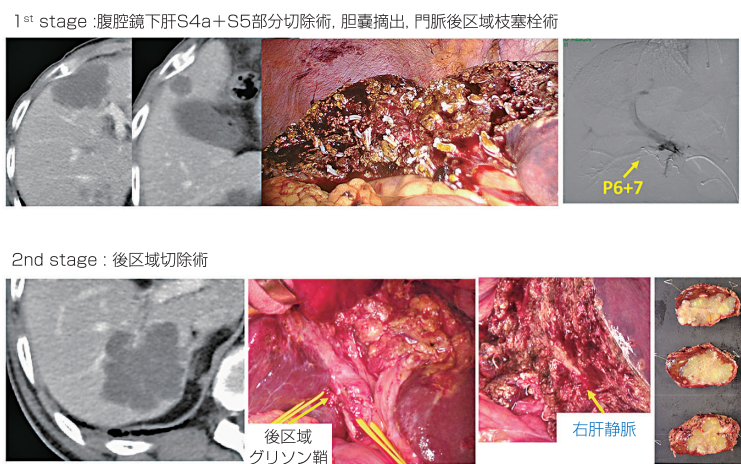 1st stage :腹腔鏡下肝S4a＋S5部分切除術, 胆囊摘出, 門脈後区域枝塞栓術
P6+7
2nd stage : 後区域切除術
後区域
グリソン鞘
右肝静脈